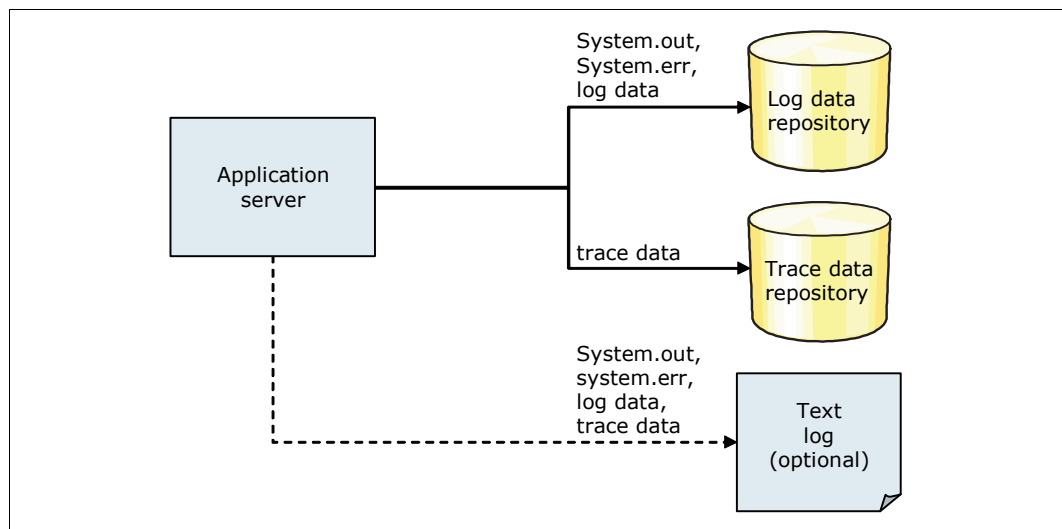 System.out,
System.err,
log data
Log data
repository
Application
server
trace data
Trace data
repository
System.out,
system.err,
log data,
trace data
Text
log
(optional)